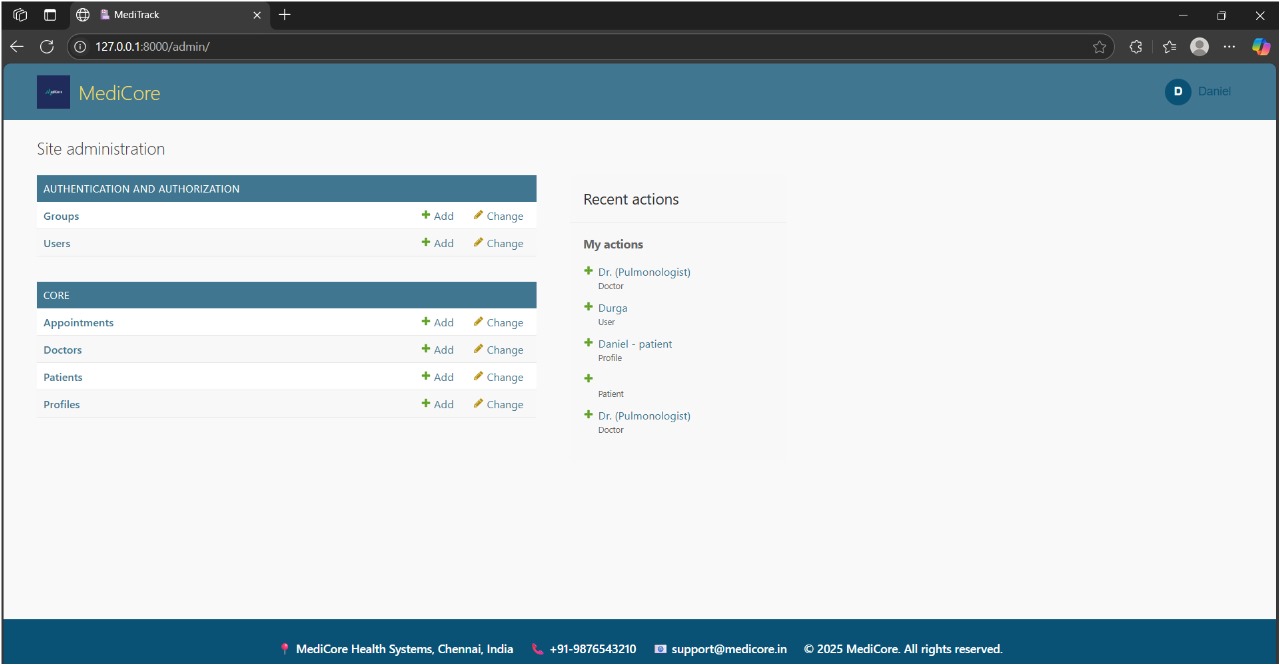 MediTrack
127.0.0.1:8000/admin/
MediCore
D Daniel
Site administration
AUTHENTICATION AND AUTHORIZATION
Groups Add Change
Users Add Change
CORE
Appointments Add Change
Doctors Add Change
Patients Add Change
Profiles Add Change
Recent actions
My actions
Dr. (Pulmonologist)
Doctor
Durga
User
Daniel - patient
Profile
Patient
Dr. (Pulmonologist)
Doctor
MediCore Health Systems, Chennai, India +91-9876543210 support@medicore.in © 2025 MediCore. All rights reserved.